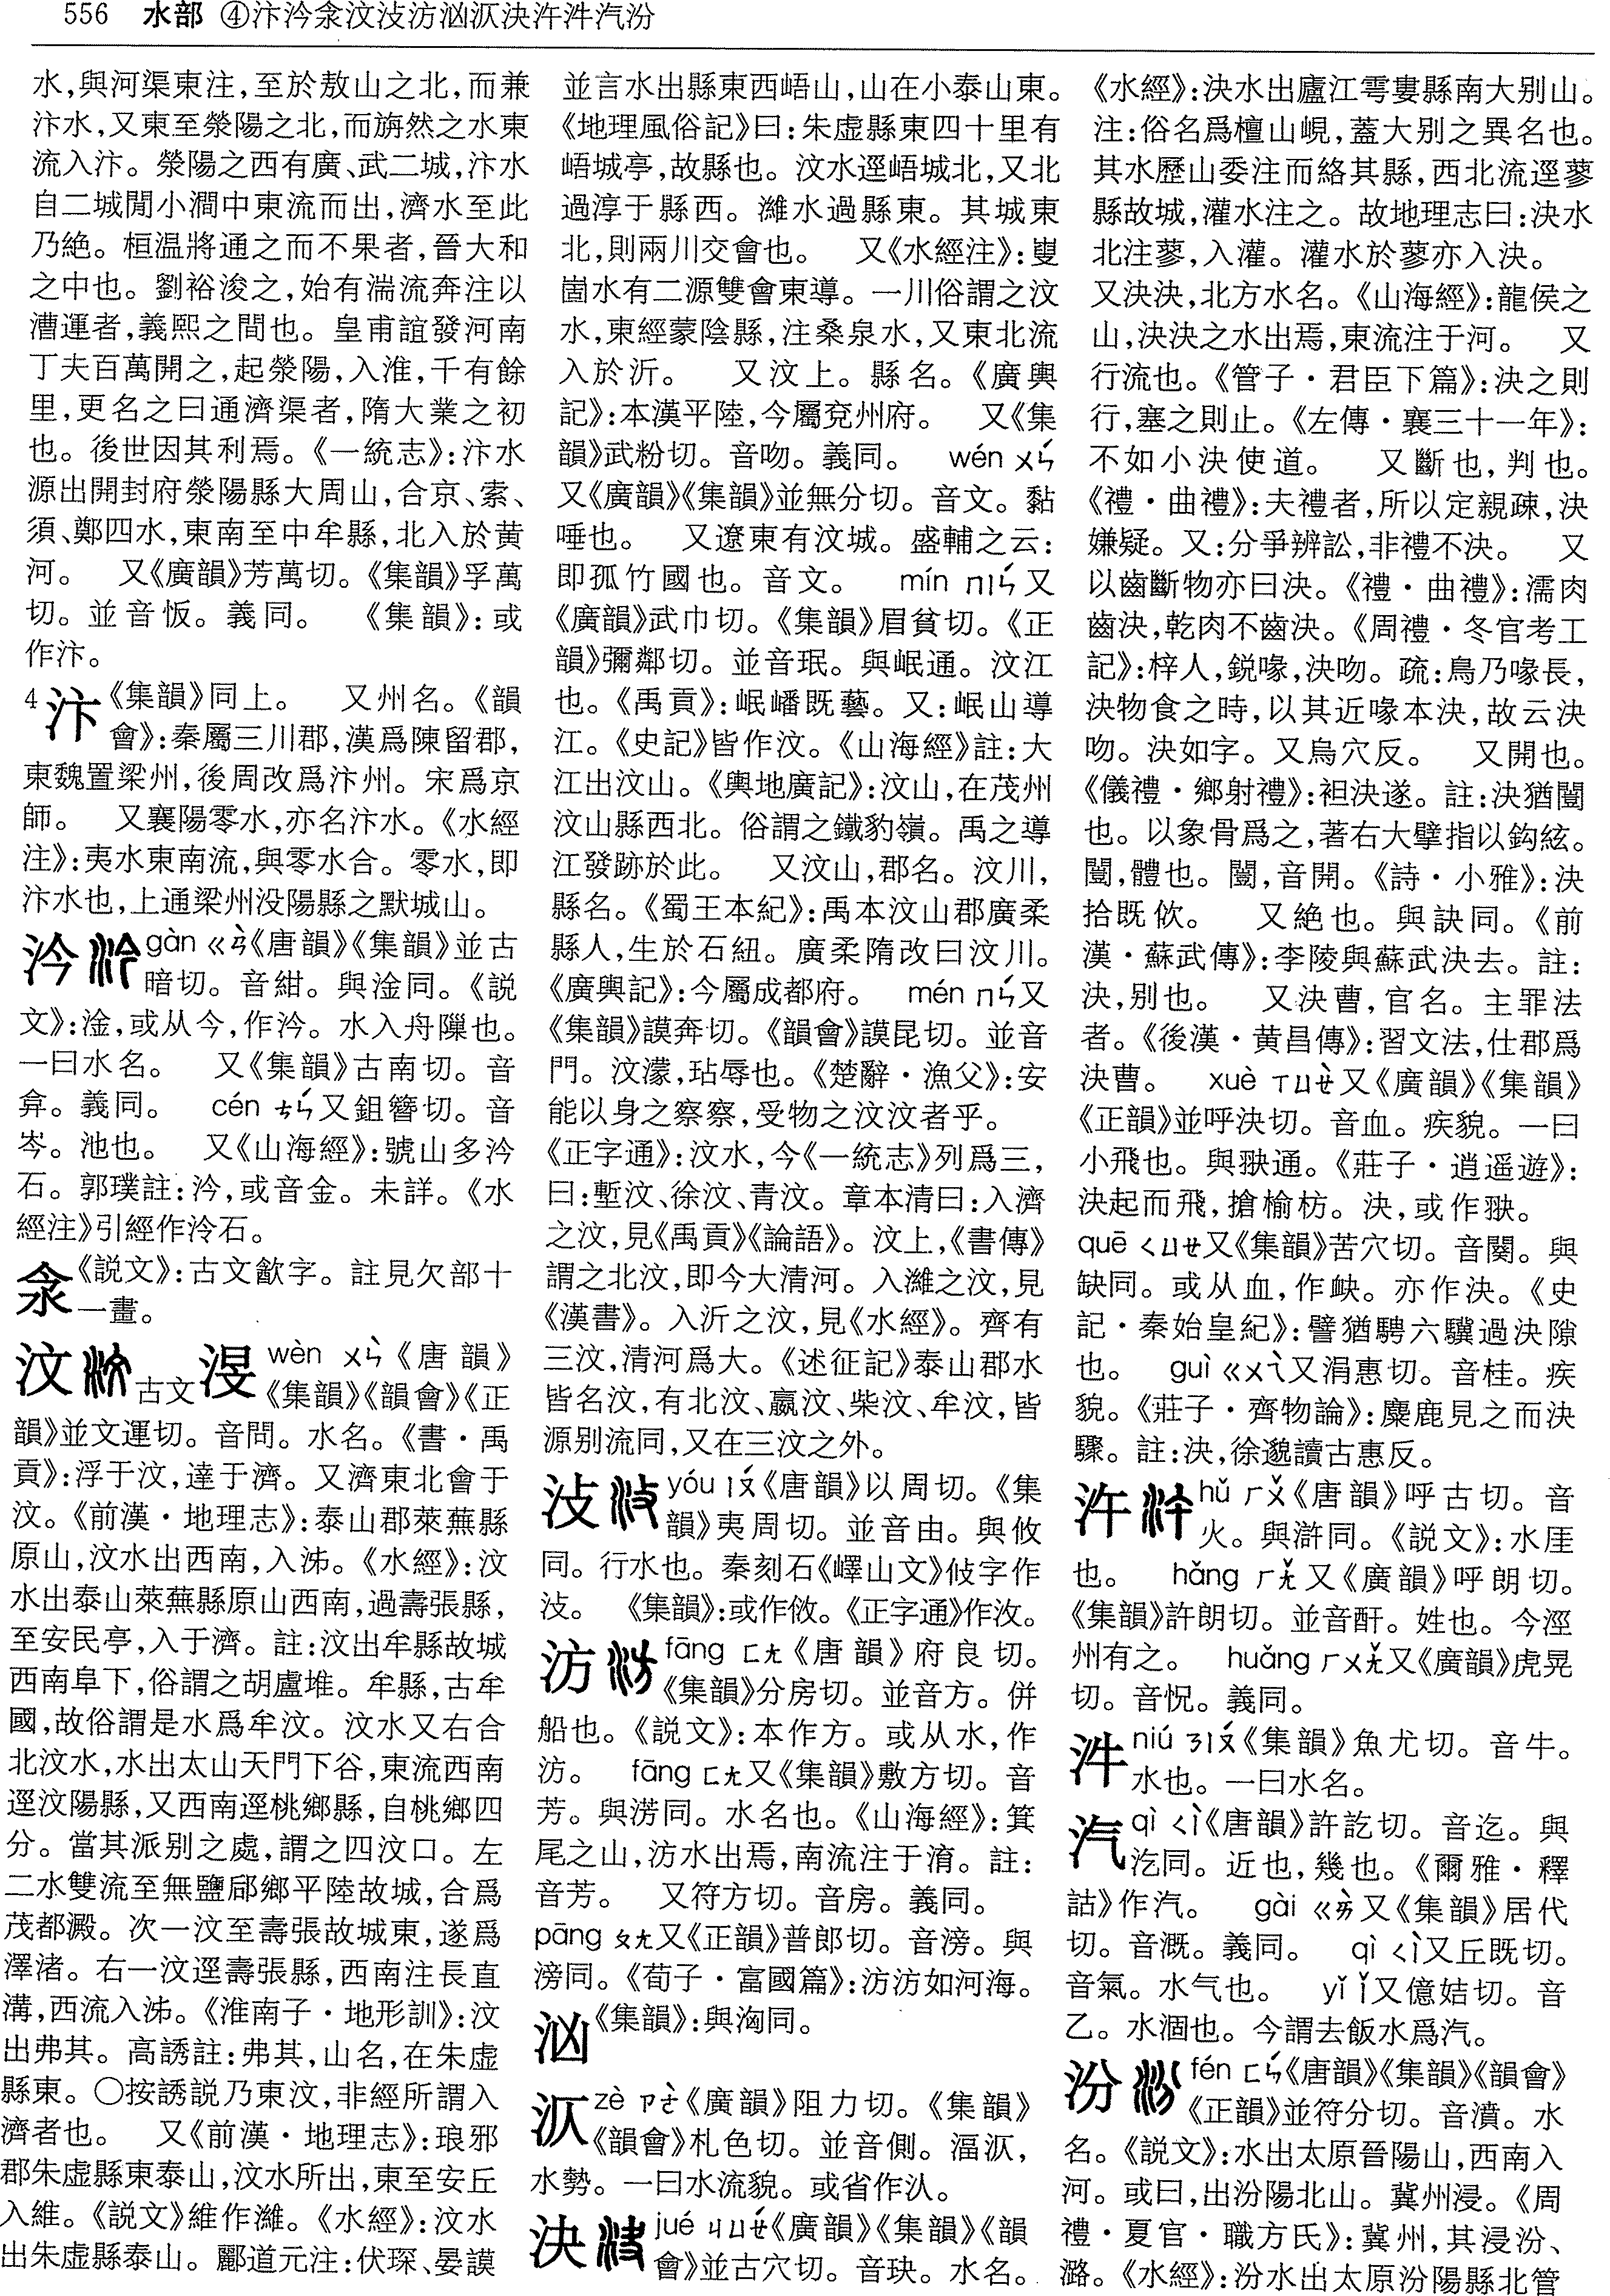 556 水部 ④汴汵汆汶汥汸汹汳決汻汼汽汾
水,與河渠東注,至於敖山之北,而兼
汴水,又東至滎陽之北,而旃然之水東
流入汴。滎陽之西有廣、武二城,汴水
自二城閒小澗中東流而出,濟水至此
乃絶。桓温將通之而不果者,晉大和
之中也。劉裕浚之,始有湍流奔注以
漕運者,義熙之間也。皇甫誼發河南
丁夫百萬開之,起滎陽,入淮,千有餘
里,更名之曰通濟渠者,隋大業之初
也。後世因其利焉。《一統志》:汴水
源出開封府滎陽縣大周山,合京、索、
須、鄭四水,東南至中牟縣,北入於黄
河。 又《廣韻》芳萬切。《集韻》孚萬
切。並音㤆。義同。 《集韻》:或
作汴。
4 汴《集韻》同上。 又州名。《韻
會》:秦屬三川郡,漢爲陳留郡,
東魏置梁州,後周改爲汴州。宋爲京
師。 又襄陽零水,亦名汴水。《水經
注》:夷水東南流,與零水合。零水,即
汴水也,上通梁州没陽縣之默城山。
汵 gàn ㄍㄢˋ《唐韻》《集韻》並古
暗切。音紺。與淦同。《説
文》:淦,或从今,作汵。水入舟隟也。
一曰水名。 又《集韻》古南切。音
弇。義同。 cén ㄘㄣˊ又鉏簪切。音
岑。池也。 又《山海經》:號山多汵
石。郭璞註:汵,或音金。未詳。《水
經注》引經作泠石。
《説文》:古文㱃字。註見欠部十
一畫。
汶 古文 wèn ㄨㄣˋ《唐韻》
《集韻》《韻會》《正
韻》並文運切。音問。水名。《書·禹
貢》:浮于汶,達于濟。又濟東北會于
汶。《前漢·地理志》:泰山郡萊蕪縣
原山,汶水出西南,入泲。《水經》:汶
水出泰山萊蕪縣原山西南,過壽張縣,
至安民亭,入于濟。註:汶出牟縣故城
西南阜下,俗謂之胡盧堆。牟縣,古牟
國,故俗謂是水爲牟汶。汶水又右合
北汶水,水出太山天門下谷,東流西南
逕汶陽縣,又西南逕桃鄉縣,自桃鄉四
分。當其派别之處,謂之四汶口。左
二水雙流至無鹽郈鄉平陸故城,合爲
茂都澱。次一汶至壽張故城東,遂爲
澤渚。右一汶逕壽張縣,西南注長直
溝,西流入泲。《淮南子·地形訓》:汶
出弗其。高誘註:弗其,山名,在朱虚
縣東。〇按誘説乃東汶,非經所謂入
濟者也。 又《前漢·地理志》:琅邪
郡朱虚縣東泰山,汶水所出,東至安丘
入維。《説文》維作濰。《水經》:汶水
出朱虚縣泰山。酈道元注:伏琛、晏謨
並言水出縣東西峿山,山在小泰山東。
《地理風俗記》曰:朱虚縣東四十里有
峿城亭,故縣也。汶水逕峿城北,又北
過淳于縣西。濰水過縣東。其城東
北,則兩川交會也。 又《水經注》:叟
崮水有二源雙會東導。一川俗謂之汶
水,東經蒙陰縣,注桑泉水,又東北流
入於沂。 又汶上。縣名。《廣輿
記》:本漢平陸,今屬兗州府。 又《集
韻》武粉切。音吻。義同。 wén ㄨㄣˊ
又《廣韻》《集韻》並無分切。音文。黏
唾也。 又遼東有汶城。盛輔之云:
即孤竹國也。音文。 mín ㄇㄧㄣˊ又
《廣韻》武巾切。《集韻》眉貧切。《正
韻》彌鄰切。並音珉。與岷通。汶江
也。《禹貢》:岷嶓既藝。又:岷山導
江。《史記》皆作汶。《山海經》註:大
江出汶山。《輿地廣記》:汶山,在茂州
汶山縣西北。俗謂之鐵豹嶺。禹之導
江發跡於此。 又汶山,郡名。汶川,
縣名。《蜀王本紀》:禹本汶山郡廣柔
縣人,生於石紐。廣柔隋改曰汶川。
《廣輿記》:今屬成都府。 mén ㄇㄣˊ又
《集韻》謨奔切。《韻會》謨昆切。並音
門。汶濛,玷辱也。《楚辭·漁父》:安
能以身之察察,受物之汶汶者乎。
《正字通》:汶水,今《一統志》列爲三,
曰:塹汶、徐汶、青汶。章本清曰:入濟
之汶,見《禹貢》《論語》。汶上,《書傳》
謂之北汶,即今大清河。入濰之汶,見
《漢書》。入沂之汶,見《水經》。齊有
三汶,清河爲大。《述征記》泰山郡水
皆名汶,有北汶、嬴汶、柴汶、牟汶,皆
源别流同,又在三汶之外。
汥 yóu ㄧㄡˊ《唐韻》以周切。《集
韻》夷周切。並音由。與攸
同。行水也。秦刻石《嶧山文》攸字作
汥。 《集韻》:或作倣。《正字通》作汝。
汸 fāng ㄈㄤ《唐韻》府良切。
《集韻》分房切。並音方。併
船也。《説文》:本作方。或从水,作
汸。 fāng ㄈㄤ又《集韻》敷方切。音
芳。與淓同。水名也。《山海經》:箕
尾之山,汸水出焉,南流注于淯。註:
音芳。 又符方切。音房。義同。
pāng ㄆㄤ又《正韻》普郎切。音滂。與
滂同。《荀子·富國篇》:汸汸如河海。
汹《集韻》:與洶同。
zè ㄗㄜˋ《廣韻》阻力切。《集韻》
《韻會》札色切。並音側。湢㳁,
水勢。一曰水流貌。或省作㲸。
決 jué ㄐㄩㄝˊ《廣韻》《集韻》《韻
會》並古穴切。音玦。水名。
《水經》:決水出廬江雩婁縣南大别山。
注:俗名爲檀山峴,蓋大别之異名也。
其水歷山委注而絡其縣,西北流逕蓼
縣故城,灌水注之。故地理志曰:決水
北注蓼,入灌。灌水於蓼亦入決。
又決決,北方水名。《山海經》:龍侯之
山,決決之水出焉,東流注于河。 又
行流也。《管子·君臣下篇》:決之則
行,塞之則止。《左傳·襄三十一年》:
不如小決使道。 又斷也,判也。
《禮·曲禮》:夫禮者,所以定親疎,決
嫌疑。又:分爭辨訟,非禮不決。 又
以齒斷物亦曰決。《禮·曲禮》:濡肉
齒決,乾肉不齒決。《周禮·冬官考工
記》:梓人,鋭喙,決吻。疏:鳥乃喙長,
決物食之時,以其近喙本決,故云決
吻。決如字。又烏穴反。 又開也。
《儀禮·鄉射禮》:袒決遂。註:決猶闓
也。以象骨爲之,著右大擘指以鈎絃。
闓,體也。闓,音開。《詩·小雅》:決
拾既佽。 又絶也。與訣同。《前
漢·蘇武傳》:李陵與蘇武決去。註:
決,别也。 又決曹,官名。主罪法
者。《後漢·黄昌傳》:習文法,仕郡爲
決曹。 xuè ㄒㄩㄝˋ又《廣韻》《集韻》
《正韻》並呼決切。音血。疾貌。一曰
小飛也。與翐通。《莊子·逍遥遊》:
決起而飛,搶榆枋。決,或作翐。
quē ㄑㄩㄝ又《集韻》苦穴切。音闋。與
缺同。或从血,作䘏。亦作決。《史
記·秦始皇紀》:譬猶騁六驥過決隙
也。 guì ㄍㄨㄟˋ又涓惠切。音桂。疾
貌。《莊子·齊物論》:麋鹿見之而決
驟。註:決,徐邈讀古惠反。
汻 hǔ ㄏㄨˇ《唐韻》呼古切。音
火。與滸同。《説文》:水厓
也。 hǎng ㄏㄤˇ又《廣韻》呼朗切。
《集韻》許朗切。並音酐。姓也。今涇
州有之。 huǎng ㄏㄨㄤˇ又《廣韻》虎晃
切。音怳。義同。
汼 niú ㄋㄧㄡˊ《集韻》魚尤切。音牛。
水也。一曰水名。
汽 qì ㄑㄧˋ《唐韻》許訖切。音迄。與
汔同。近也,幾也。《爾雅·釋
詁》作汽。 gài ㄍㄞˋ又《集韻》居代
切。音溉。義同。 qì ㄑㄧˋ又丘既切。
音氣。水气也。 yǐ ㄧˇ又億姞切。音
乙。水涸也。今謂去飯水爲汽。
汾 fén ㄈㄣˊ《唐韻》《集韻》《韻會》
《正韻》並符分切。音濆。水
名。《説文》:水出太原晉陽山,西南入
河。或曰,出汾陽北山。冀州浸。《周
禮·夏官·職方氏》:冀州,其浸汾、
潞。《水經》:汾水出太原汾陽縣北管